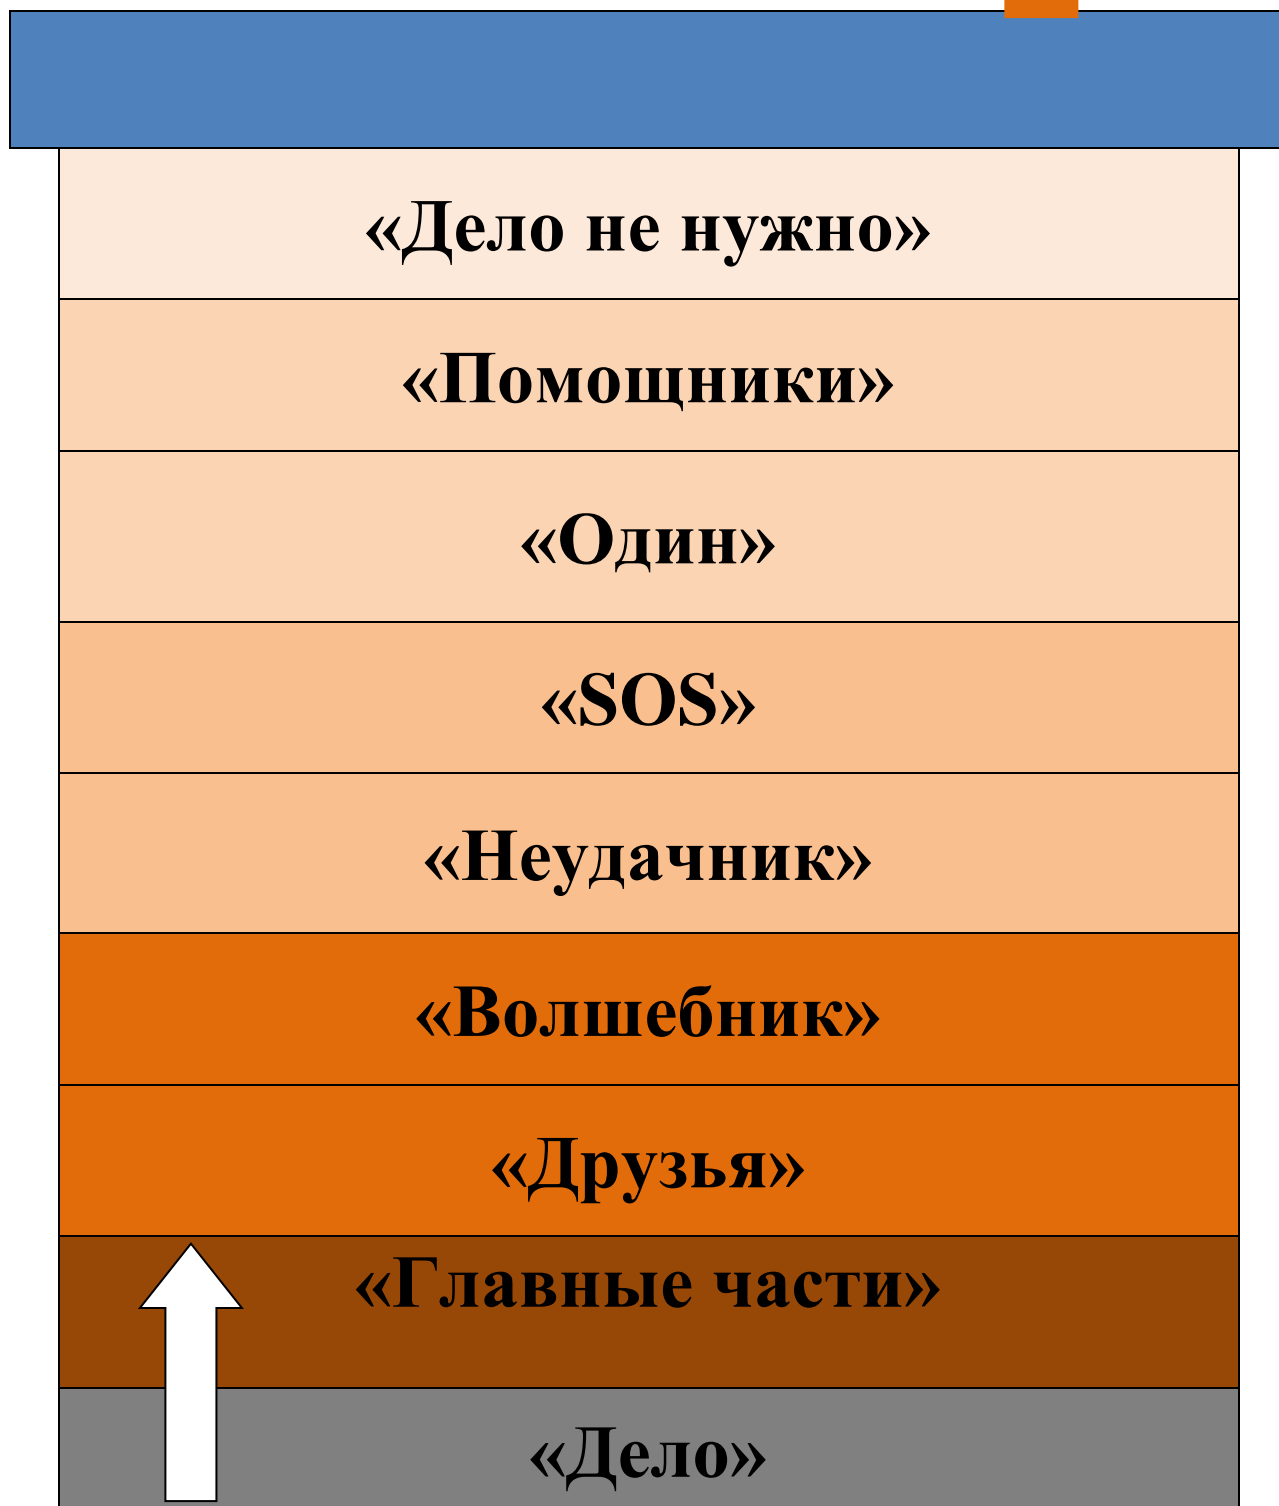 «Дело не нужно»
«Помощники»
«Один»
«SOS»
«Неудачник»
«Волшебник»
«Друзья»
«Главные части»
«Дело»